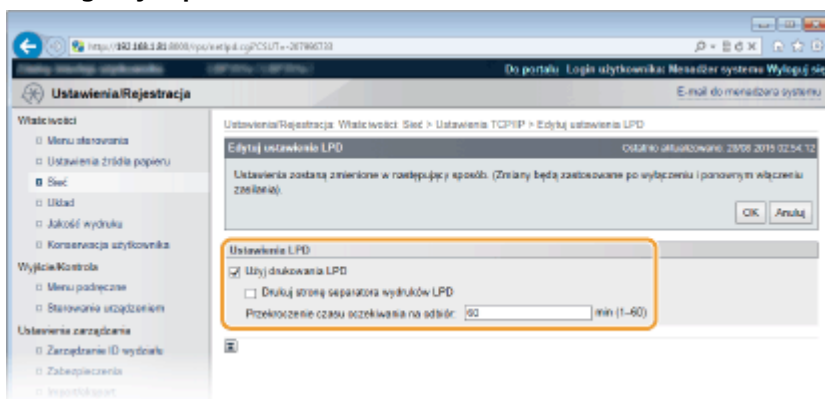 Do portalu Login użytkownika: Menedżer systemu Wyloguj się
Ustawienia/Rejestracja
E-mail do menedżera systemu
Właściwości
Menu sterowania
Ustawienia źródła papieru
Sieć
Układ
Jakość wydruku
Konserwacja użytkownika
Wyjście/Kontrola
Menu podręczne
Sterowanie urządzeniem
Ustawienia zarządzania
Zarządzanie ID wydziału
Zabezpieczenia
Import/Eksport
Ustawienia/Rejestracja: Właściwości: Sieć > Ustawienia TCP/IP > Edytuj ustawienia LPD
Edytuj ustawienia LPD
Ostatnio aktualizowano: 28/08 2015 02:54:12
Ustawienia zostaną zmienione w następujący sposób. (Zmiany będą zastosowane po wyłączeniu i ponownym włączeniu
zasilania).
OK Anuluj
Ustawienia LPD
Użyj drukowania LPD
Drukuj stronę separatora wydruków LPD
Przekroczenie czasu oczekiwania na odbiór: 60 min (1–60)